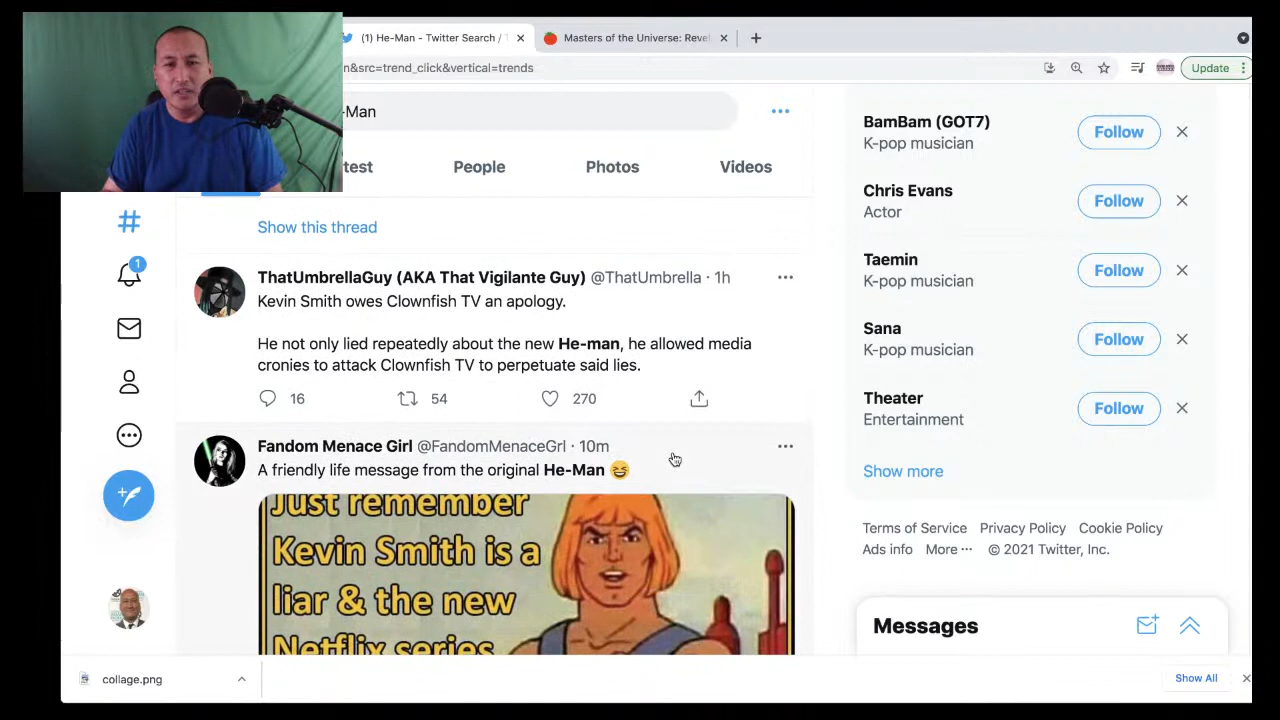 (1) He-Man - Twitter Search / T
Masters of the Universe: Revel
n&src=trend_click&vertical=trends
Update
-Man
test
People
Photos
Videos
Show this thread
ThatUmbrellaGuy (AKA That Vigilante Guy) @ThatUmbrella · 1h
Kevin Smith owes Clownfish TV an apology.
He not only lied repeatedly about the new He-man, he allowed media
cronies to attack Clownfish TV to perpetuate said lies.
16
54
270
Fandom Menace Girl @FandomMenaceGrl · 10m
A friendly life message from the original He-Man 😆
Just remember
Kevin Smith is a
liar & the new
Netflix series
1
BamBam (GOT7)
Follow
K-pop musician
Chris Evans
Follow
Actor
Taemin
Follow
K-pop musician
Sana
Follow
K-pop musician
Theater
Follow
Entertainment
Show more
Terms of Service Privacy Policy Cookie Policy
Ads info More ··· © 2021 Twitter, Inc.
Messages
collage.png
Show All